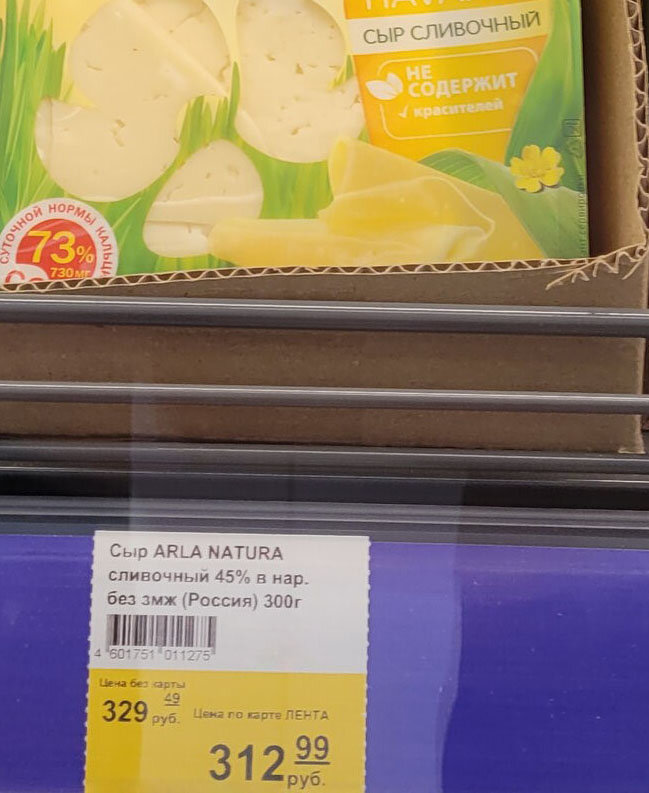 СЫР СЛИВОЧНЫЙ
НЕ
СОДЕРЖИТ
красителей
СУТОЧНОЙ НОРМЫ КАЛЬЦ
73%
730мг
Сыр ARLA NATURA
сливочный 45% в нар.
без змж (Россия) 300г
4 601751 011275
Цена без карты
329 49 руб.
Цена по карте ЛЕНТА
312 99 руб.